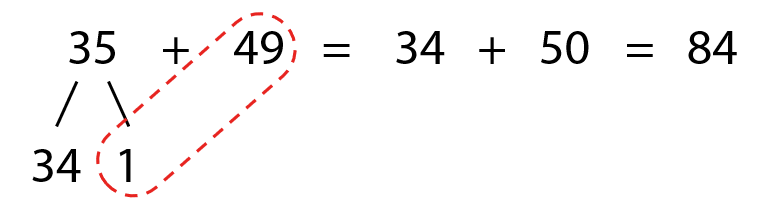 35 + 49 = 34 + 50 = 84
34 1